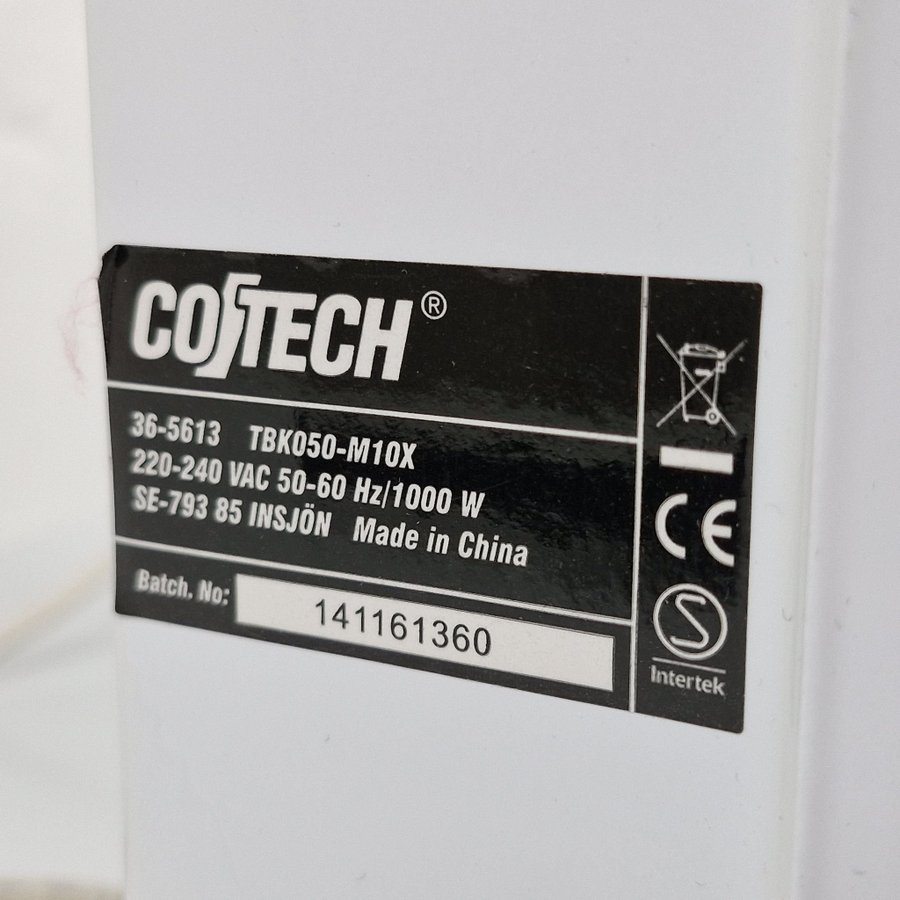 COTECH®
36-5613 TBK050-M10X
220-240 VAC 50-60 Hz/1000 W
SE-793 85 INSJÖN Made in China
Batch. No: 141161360
CE
S
Intertek